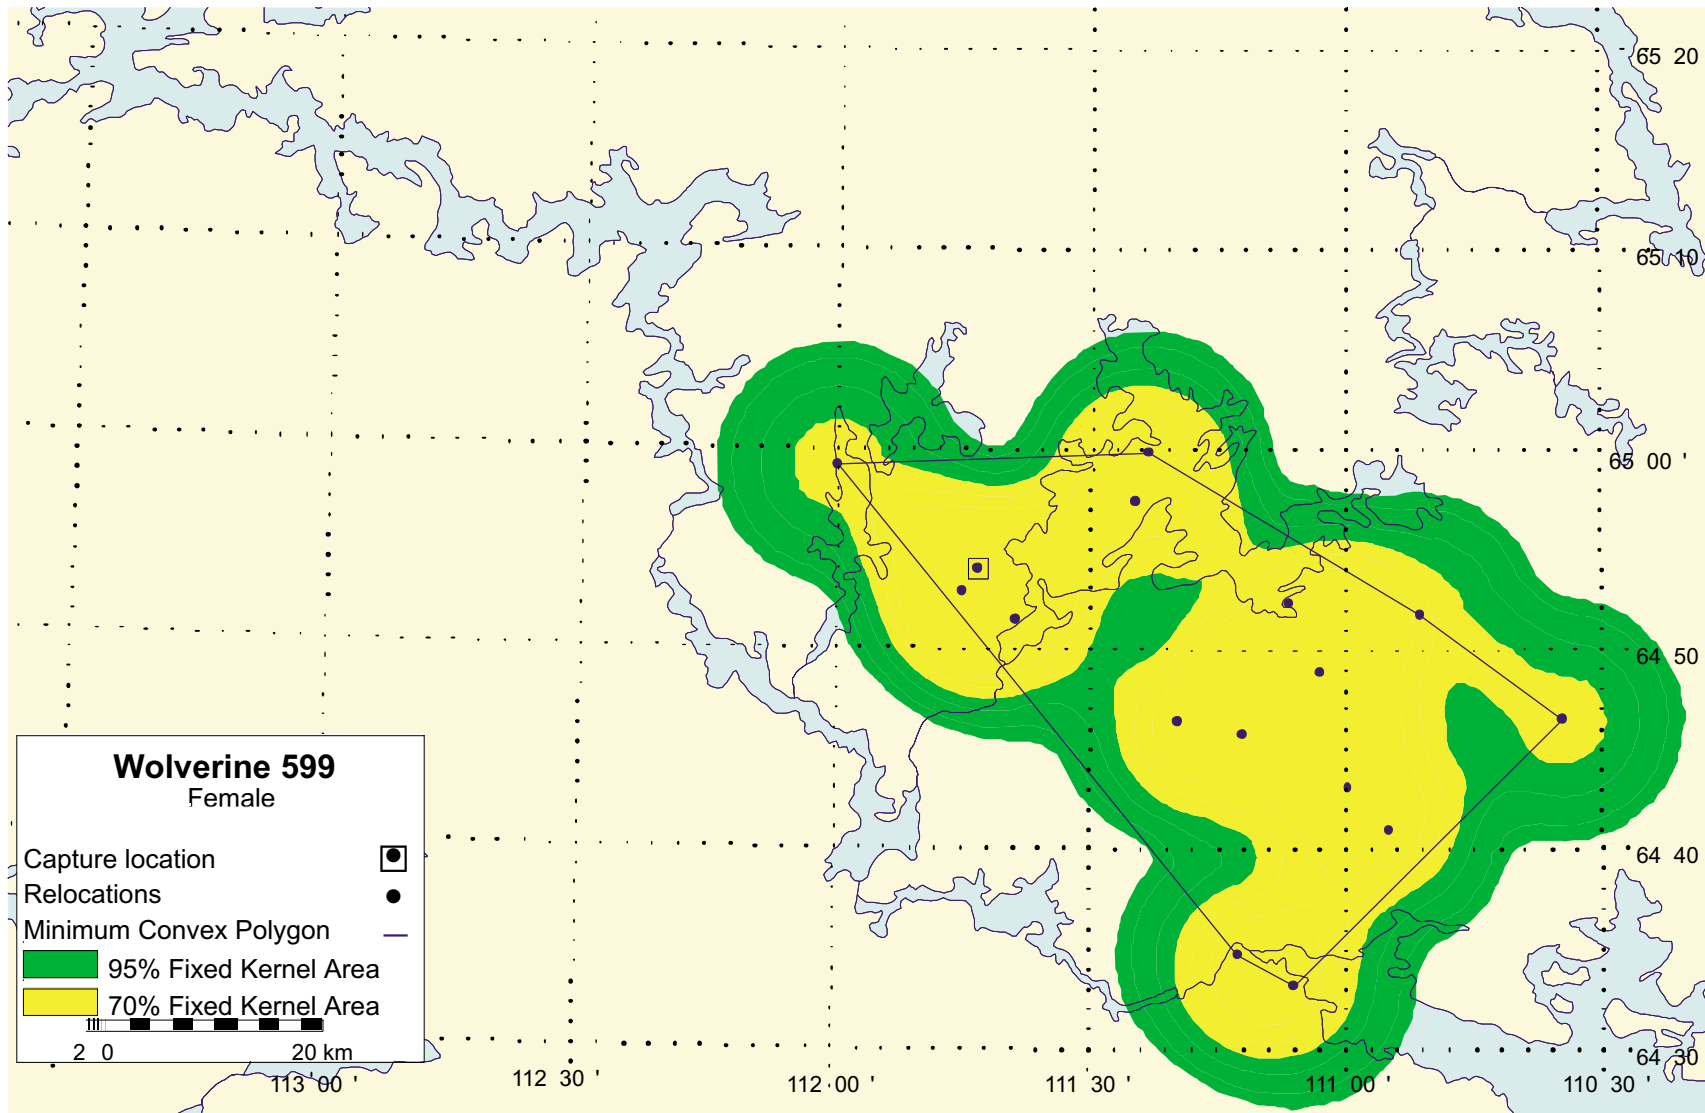 65 20
65 10
65 00 '
64 50
64 40
64 30
Wolverine 599
Female
Capture location
Relocations
Minimum Convex Polygon
95% Fixed Kernel Area
70% Fixed Kernel Area
2 0 20 km
113 00 ' 112 30 ' 112 00 ' 111 30 ' 111 00 ' 110 30 '